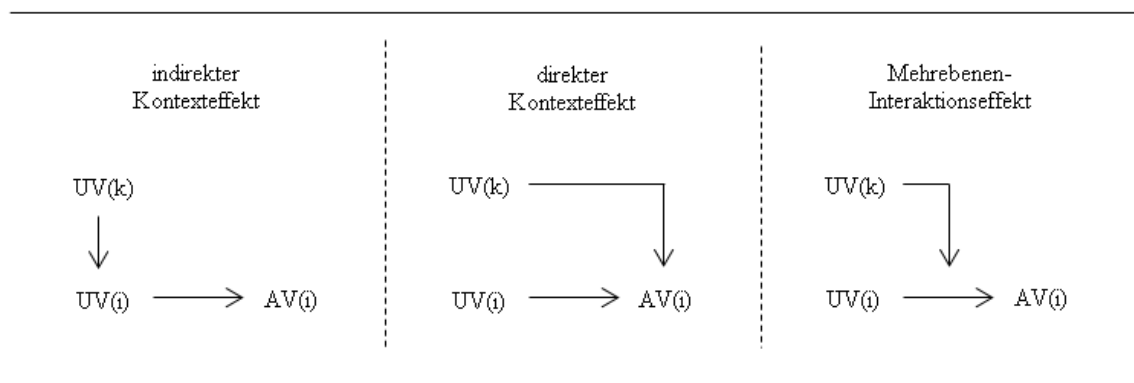 indirekter
Kontexteffekt
UV(k)
UV(i)
AV(i)
direkter
Kontexteffekt
UV(k)
UV(i)
AV(i)
Mehrebenen-
Interaktionseffekt
UV(k)
UV(i)
AV(i)